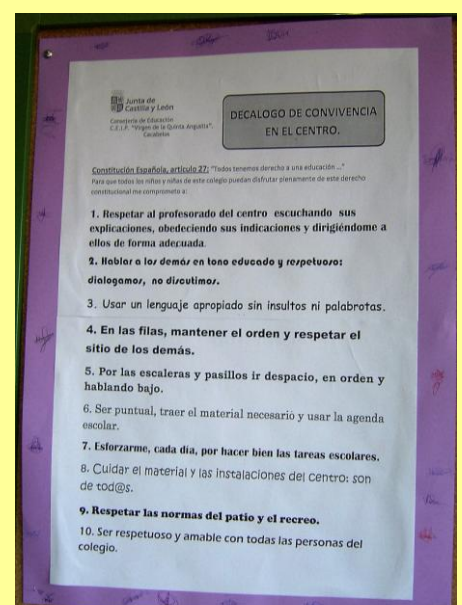 Junta de
Castilla y León
Consejería de Educación
C.E.I.P. "Virgen de la Quinta Angustia".
Cacabelos
DECALOGO DE CONVIVENCIA
EN EL CENTRO.
Constitución Española, artículo 27: "Todos tenemos derecho a una educación ..."
Para que todos los niños y niñas de este colegio puedan disfrutar plenamente de este derecho
constitucional me comprometo a:
1. Respetar al profesorado del centro escuchando sus
explicaciones, obedeciendo sus indicaciones y dirigiéndome a
ellos de forma adecuada.
2. Hablar a los demás en tono educado y respetuoso:
dialogamos, no discutimos.
3. Usar un lenguaje apropiado sin insultos ni palabrotas.
4. En las filas, mantener el orden y respetar el
sitio de los demás.
5. Por las escaleras y pasillos ir despacio, en orden y
hablando bajo.
6. Ser puntual, traer el material necesario y usar la agenda
escolar.
7. Esforzarme, cada día, por hacer bien las tareas escolares.
8. Cuidar el material y las instalaciones del centro: son
de tod@s.
9. Respetar las normas del patio y el recreo.
10. Ser respetuoso y amable con todas las personas del
colegio.